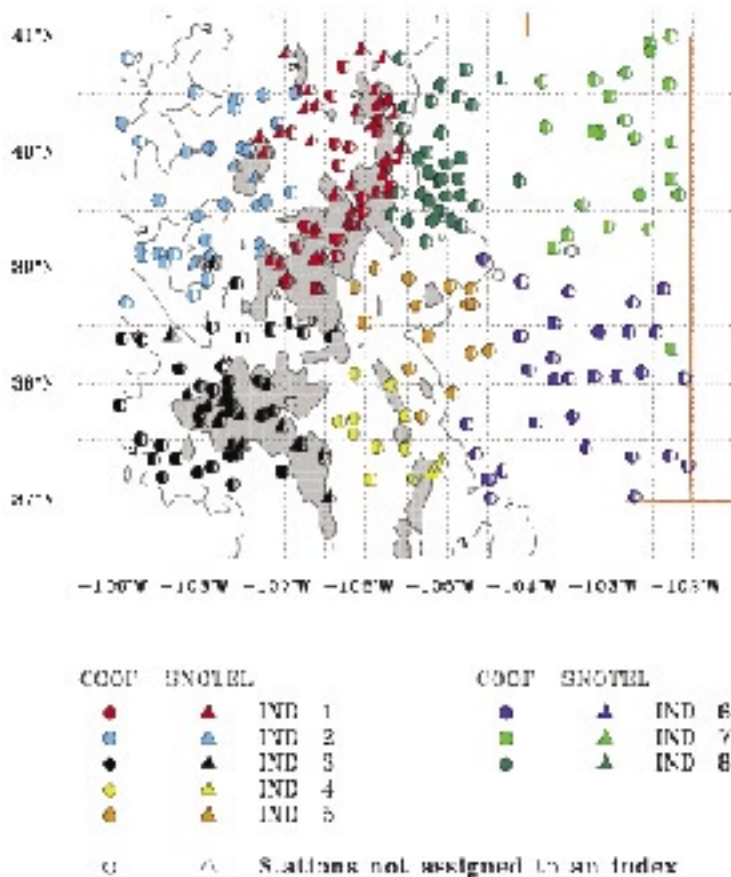 41°N
40°N
39°N
38°N
37°N
-109°W -108°W -107°W -106°W -105°W -104°W -103°W -102°W
COOP SNOTEL
IND 1
IND 2
IND 3
IND 4
IND 5
COOP SNOTEL
IND 6
IND 7
IND 8
Stations not assigned to an index